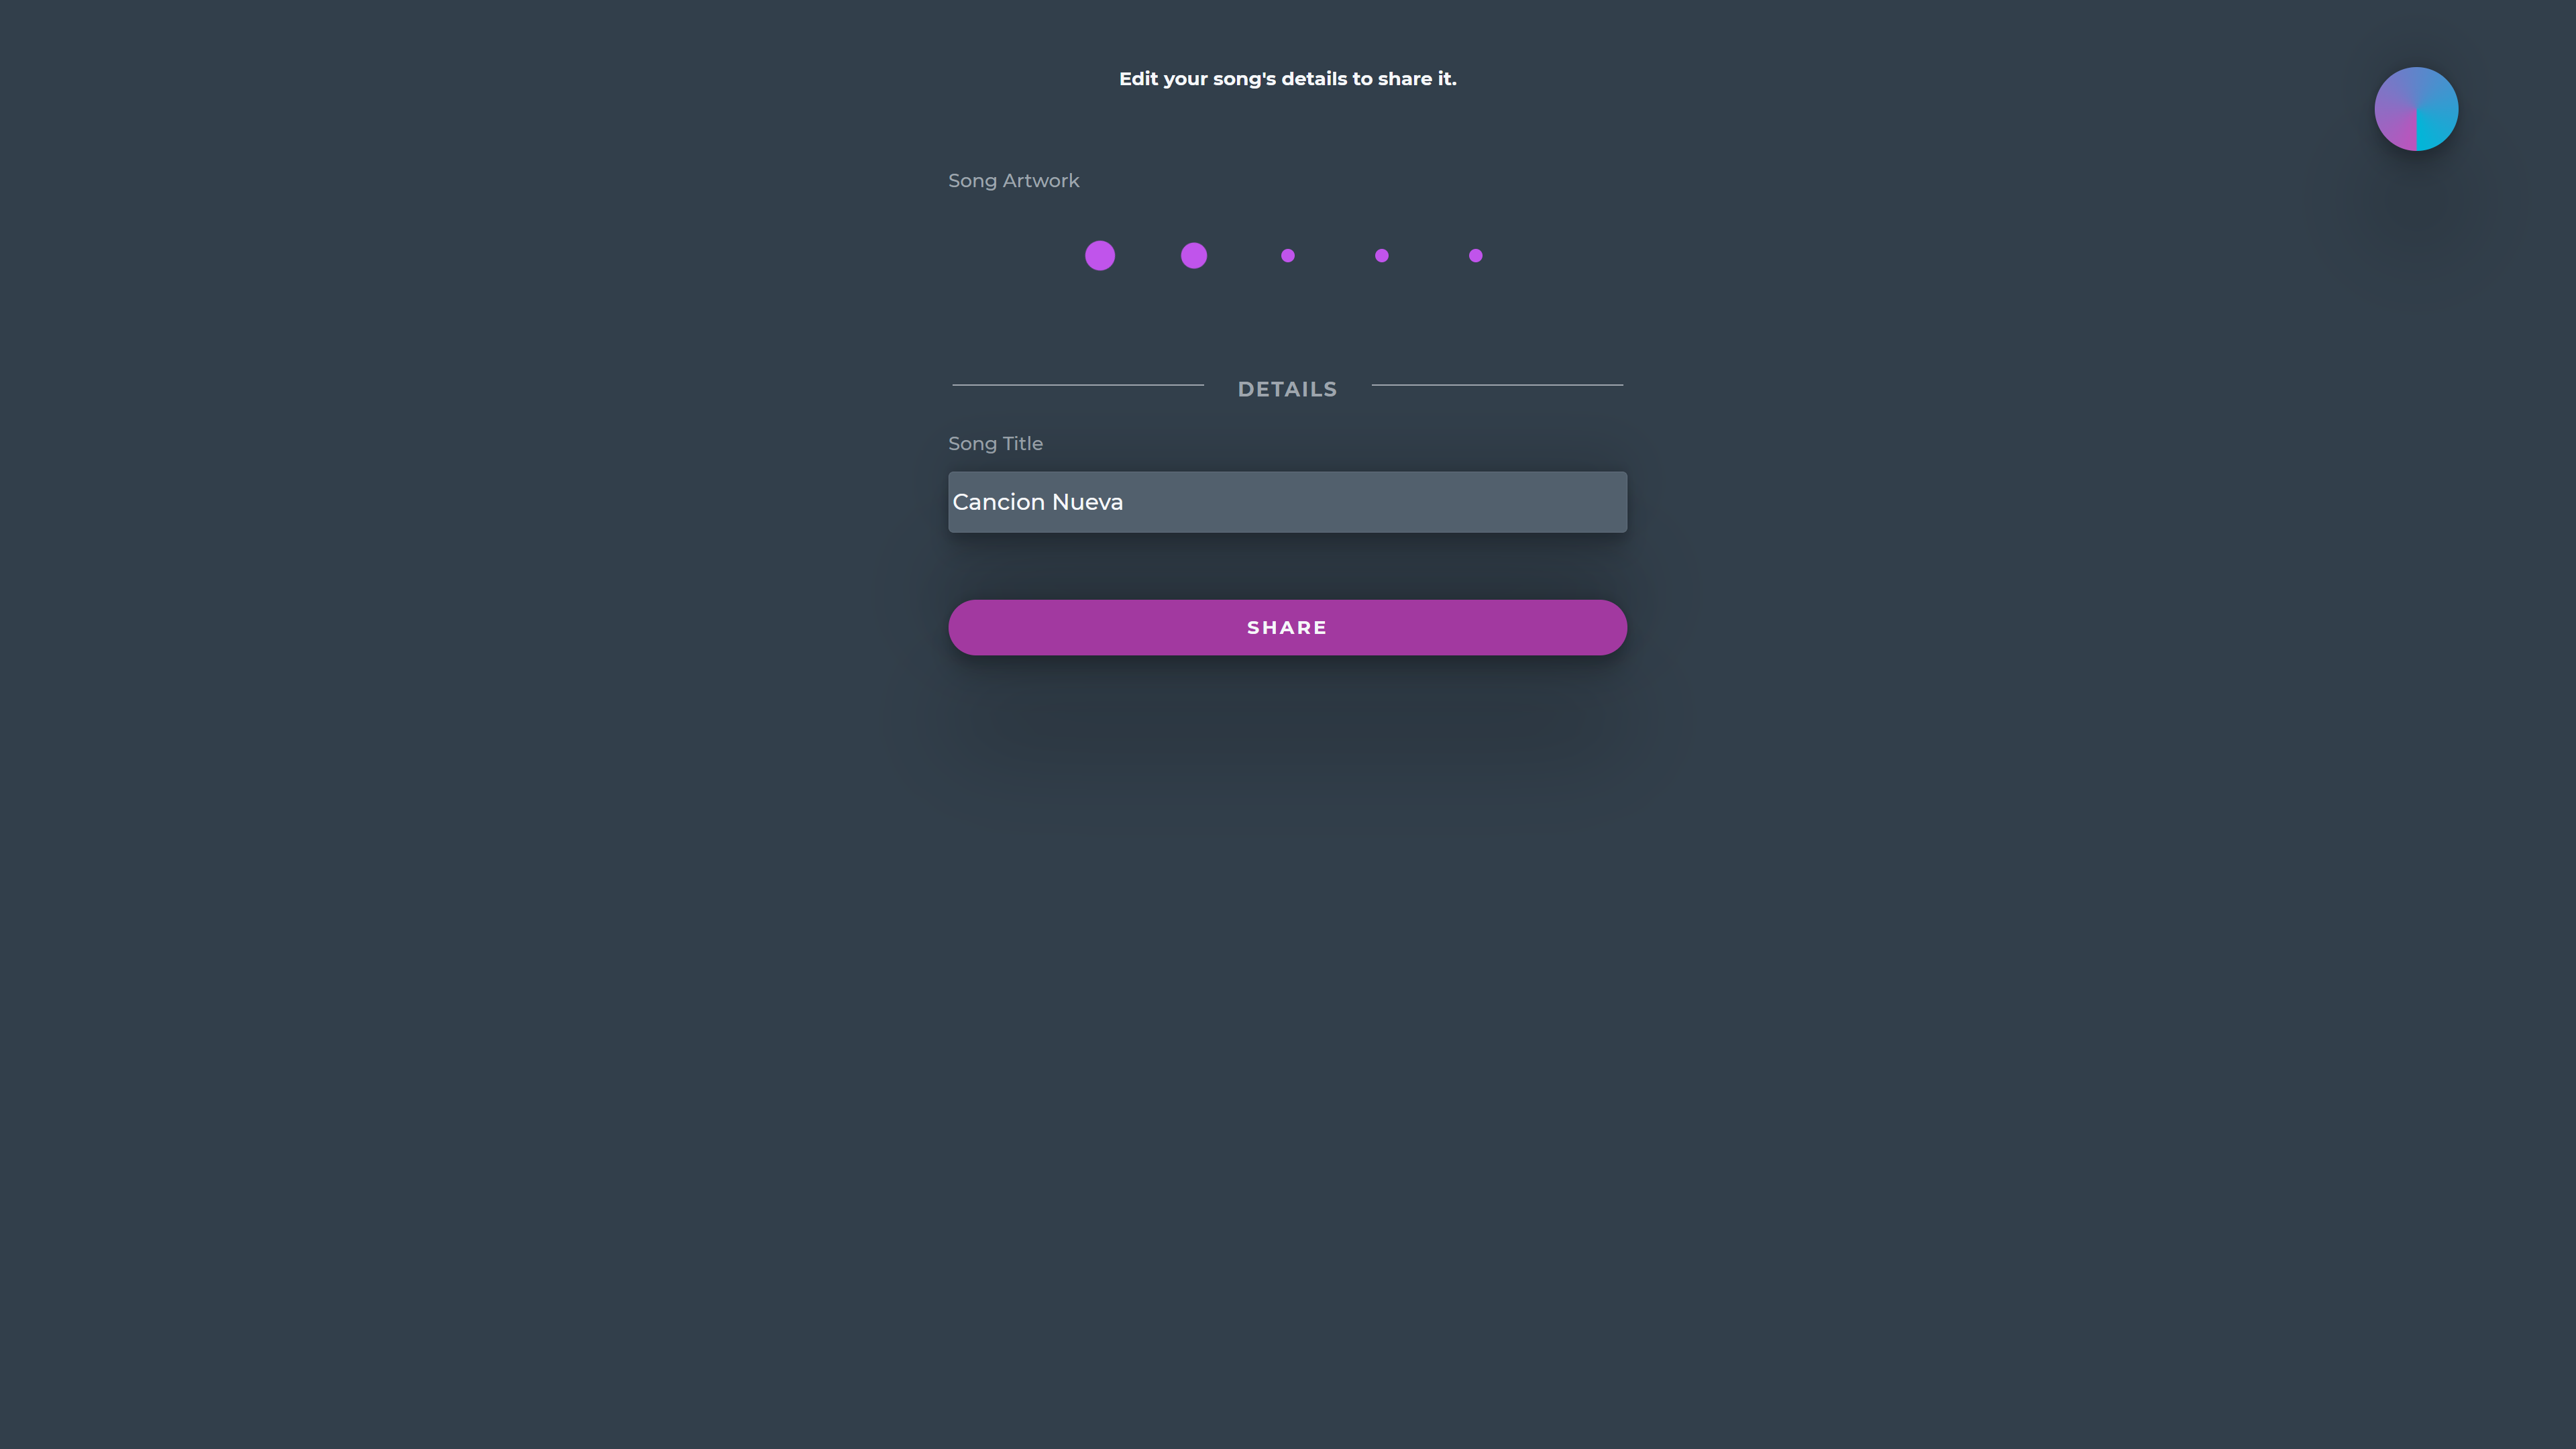 Edit your song's details to share it.
Song Artwork
DETAILS
Song Title
Cancion Nueva
SHARE